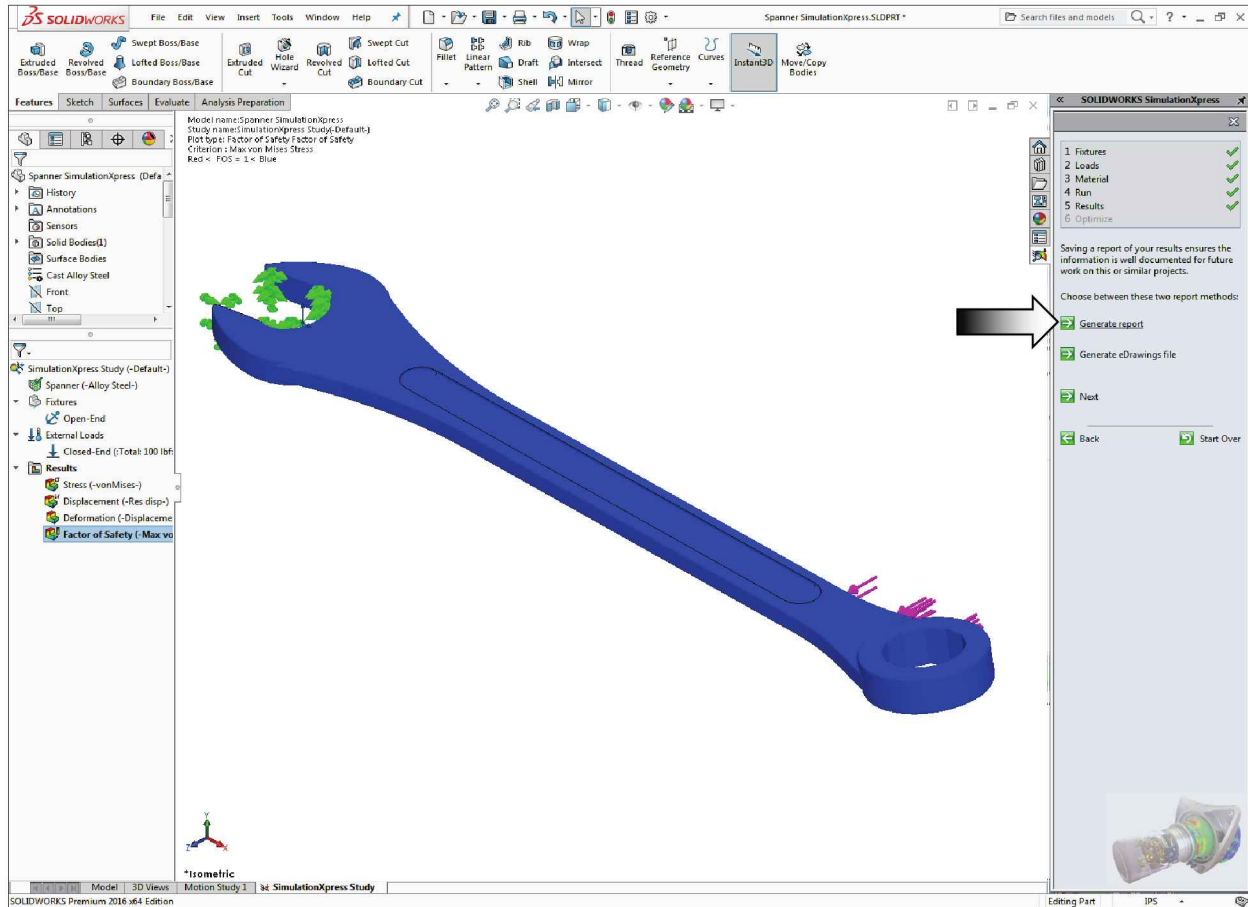 SOLIDWORKS File Edit View Insert Tools Window Help Spanner SimulationXpress.SLDPRT * Search files and models
Extruded Boss/Base
Revolved Boss/Base
Swept Boss/Base
Lofted Boss/Base
Boundary Boss/Base
Extruded Cut
Hole Wizard
Revolved Cut
Swept Cut
Lofted Cut
Boundary Cut
Fillet
Linear Pattern
Rib
Draft
Shell
Wrap
Intersect
Mirror
Thread
Reference Geometry
Curves
Instant3D
Move/Copy Bodies
Features Sketch Surfaces Evaluate Analysis Preparation
Spanner SimulationXpress (Defa
History
Annotations
Sensors
Solid Bodies(1)
Surface Bodies
Cast Alloy Steel
Front
Top
SimulationXpress Study (-Default-)
Spanner (-Alloy Steel-)
Fixtures
Open-End
External Loads
Closed-End (:Total: 100 lbf:
Results
Stress (-vonMises-)
Displacement (-Res disp-)
Deformation (-Displaceme
Factor of Safety (-Max vo
Model name:Spanner SimulationXpress
Study name:SimulationXpress Study(-Default-)
Plot type: Factor of Safety Factor of Safety
Criterion : Max von Mises Stress
Red < FOS = 1 < Blue
Y
Z
X
*Isometric
SOLIDWORKS SimulationXpress
1 Fixtures
2 Loads
3 Material
4 Run
5 Results
6 Optimize
Saving a report of your results ensures the
information is well documented for future
work on this or similar projects.
Choose between these two report methods:
Generate report
Generate eDrawings file
Next
Back Start Over
Model 3D Views Motion Study 1 SimulationXpress Study
SOLIDWORKS Premium 2016 x64 Edition Editing Part IPS